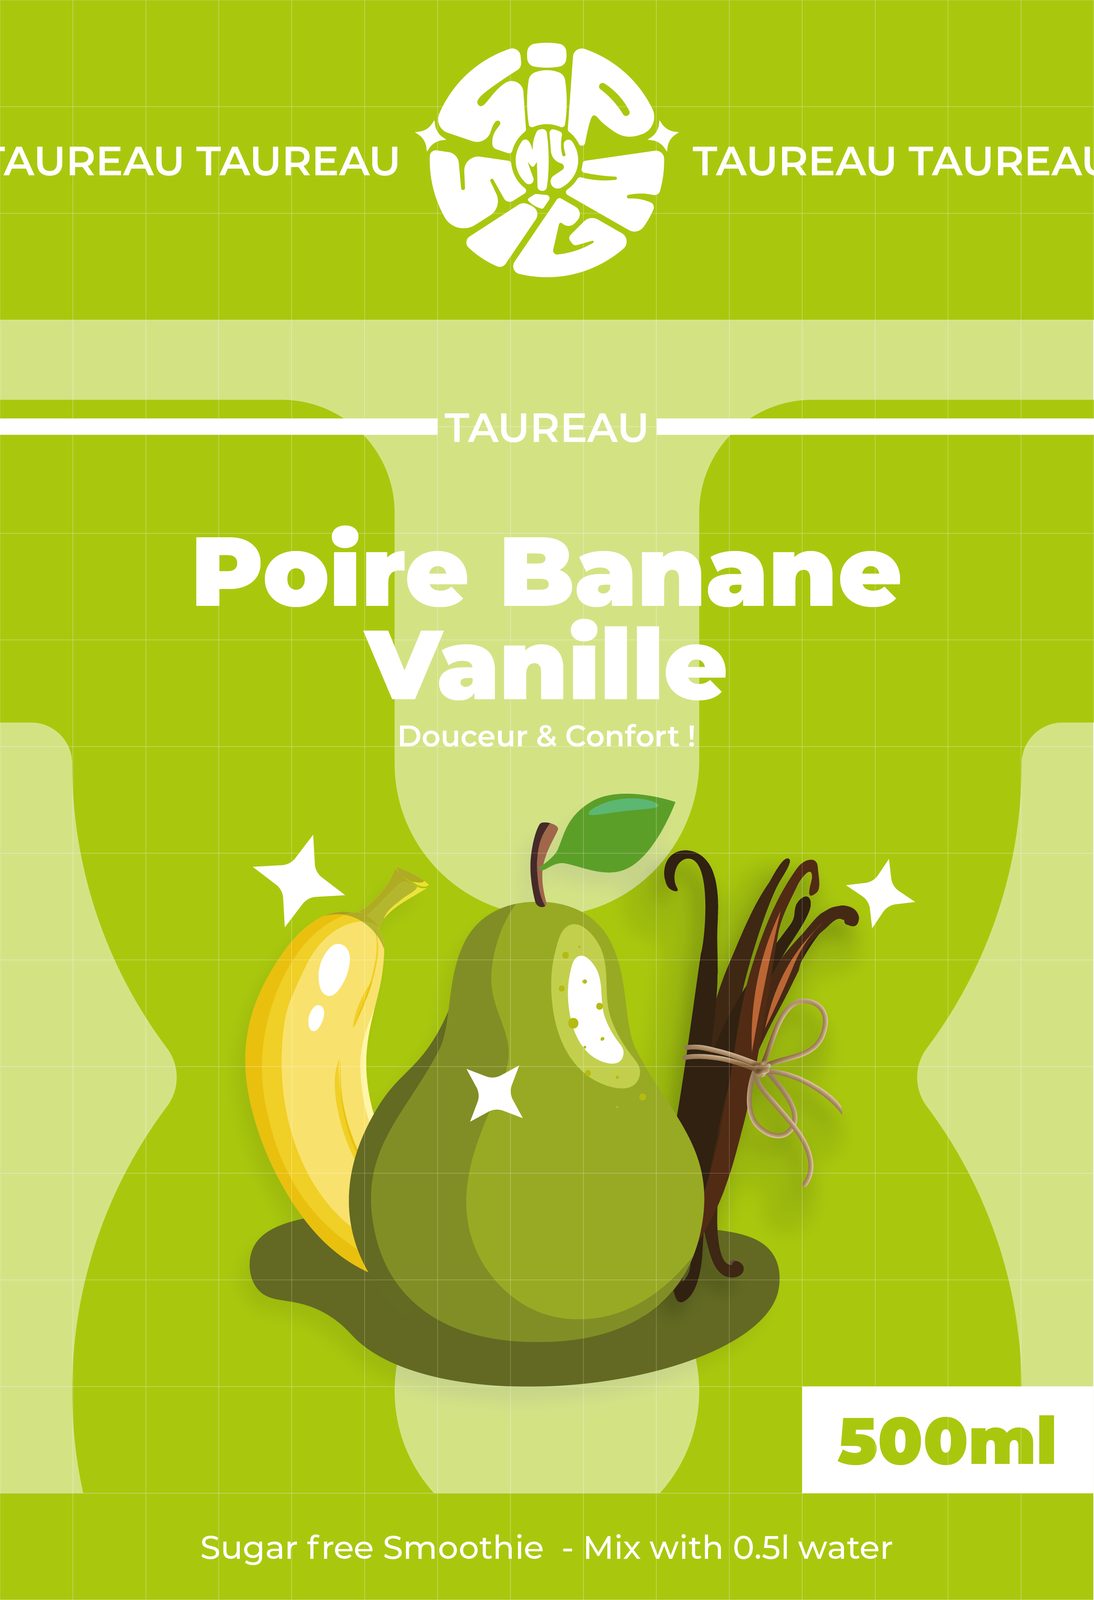 SiP
MY
SiGN
TAUREAU TAUREAU
TAUREAU TAUREAU
TAUREAU
Poire Banane
Vanille
Douceur & Confort !
500ml
Sugar free Smoothie - Mix with 0.5l water